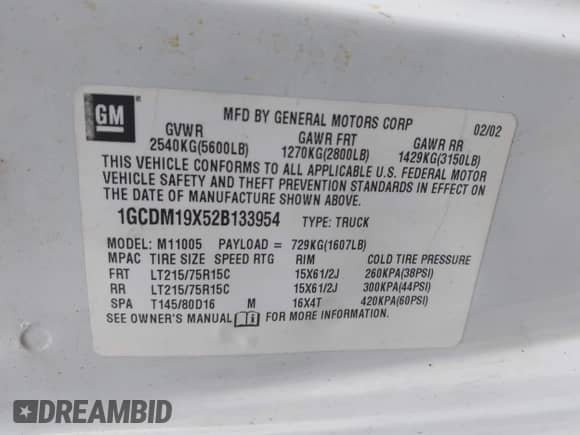 GM
MFD BY GENERAL MOTORS CORP 02/02
GVWR GAWR FRT GAWR RR
2540KG(5600LB) 1270KG(2800LB) 1429KG(3150LB)
THIS VEHICLE CONFORMS TO ALL APPLICABLE U.S. FEDERAL MOTOR
VEHICLE SAFETY AND THEFT PREVENTION STANDARDS IN EFFECT ON
THE DATE OF MANUFACTURE SHOWN ABOVE.
1GCDM19X52B133954 TYPE: TRUCK
MODEL: M11005 PAYLOAD = 729KG(1607LB)
MPAC TIRE SIZE SPEED RTG RIM COLD TIRE PRESSURE
FRT LT215/75R15C 15X61/2J 260KPA(38PSI)
RR LT215/75R15C 15X61/2J 300KPA(44PSI)
SPA T145/80D16 M 16X4T 420KPA(60PSI)
SEE OWNER'S MANUAL FOR MORE INFORMATION.
DREAMBID